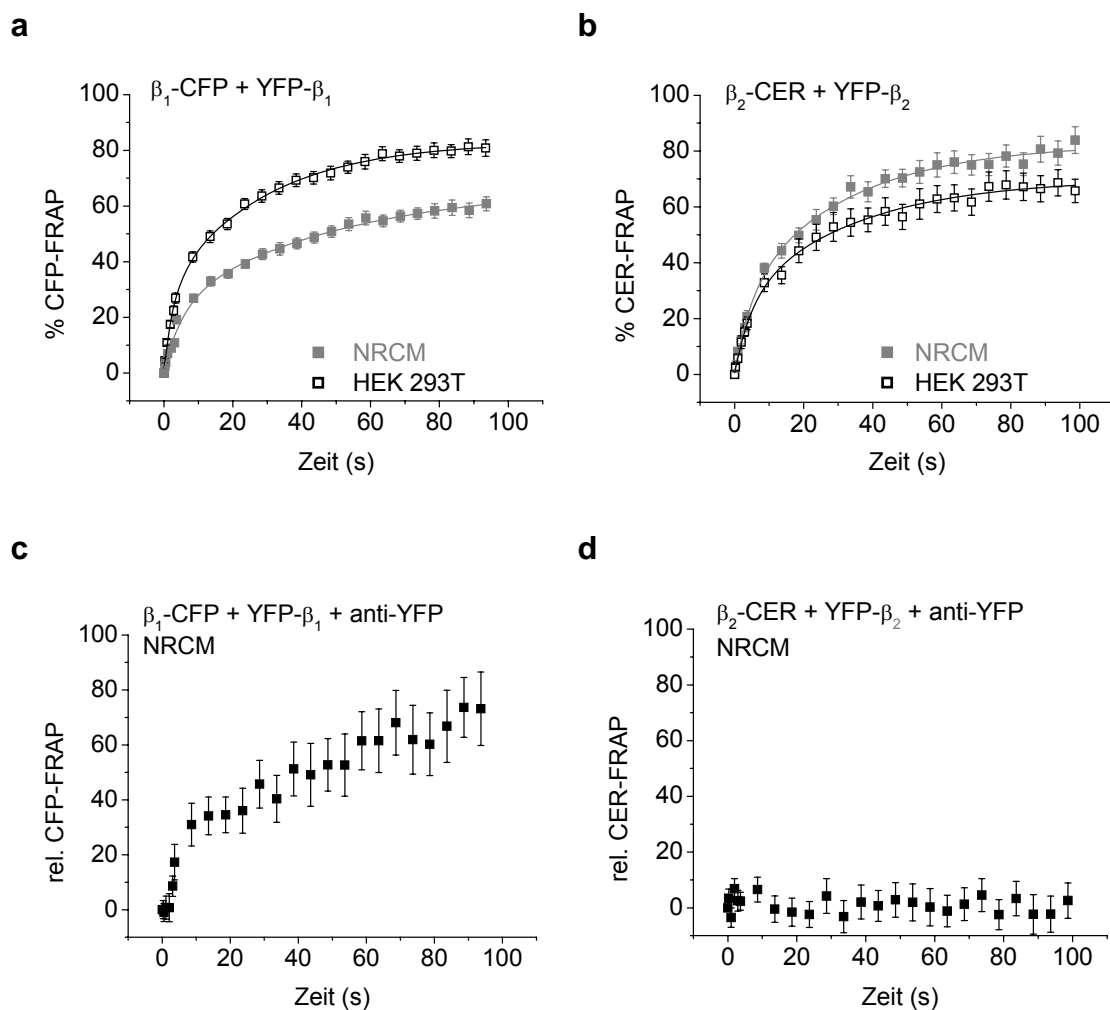 a
β₁-CFP + YFP-β₁
100
80
60
40
20
0
% CFP-FRAP
NRCM
HEK 293T
0 20 40 60 80 100
Zeit (s)
b
β₂-CER + YFP-β₂
100
80
60
40
20
0
% CER-FRAP
NRCM
HEK 293T
0 20 40 60 80 100
Zeit (s)
c
β₁-CFP + YFP-β₁ + anti-YFP
NRCM
100
80
60
40
20
0
rel. CFP-FRAP
0 20 40 60 80 100
Zeit (s)
d
β₂-CER + YFP-β₂ + anti-YFP
NRCM
100
80
60
40
20
0
rel. CER-FRAP
0 20 40 60 80 100
Zeit (s)